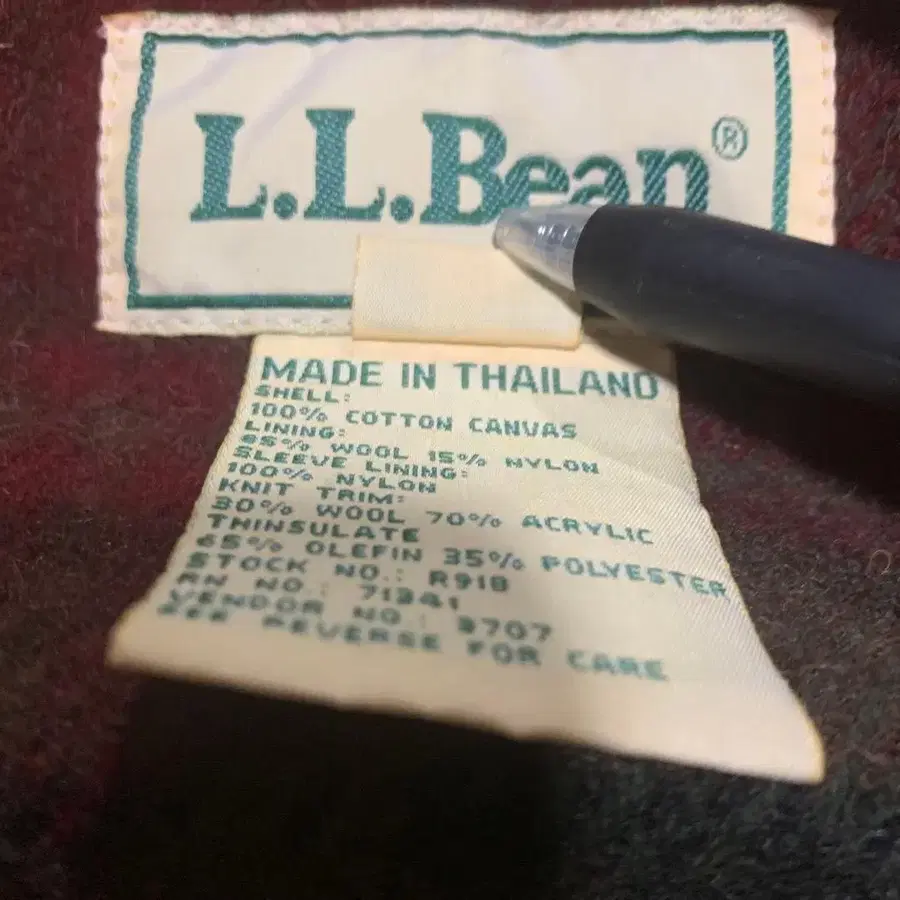 L.L.Bean®
MADE IN THAILAND
SHELL:
100% COTTON CANVAS
LINING:
85% WOOL 15% NYLON
SLEEVE LINING:
100% NYLON
KNIT TRIM:
30% WOOL 70% ACRYLIC
THINSULATE
65% OLEFIN 35% POLYESTER
STOCK NO.: R918
RN NO.: 71341
VENDOR NO.: 3707
SEE REVERSE FOR CARE